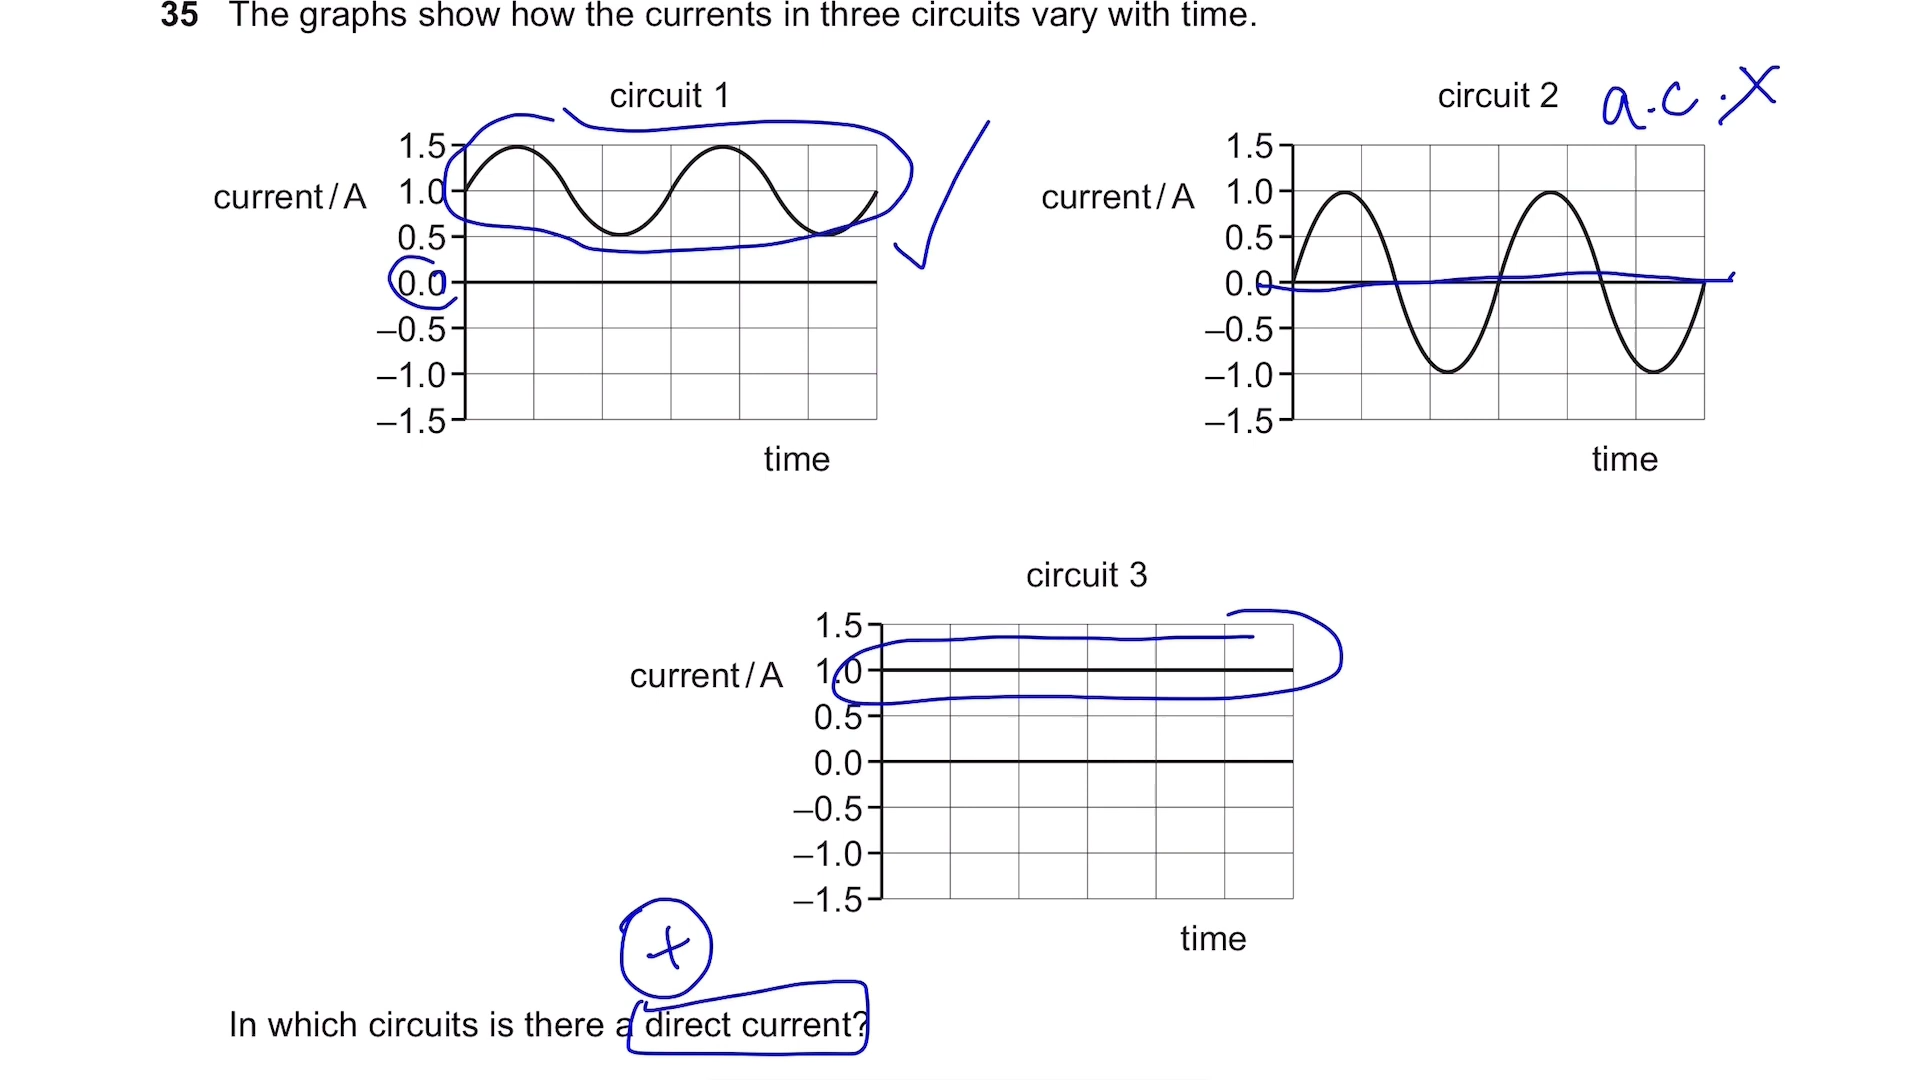 35 The graphs show how the currents in three circuits vary with time.
circuit 1
1.5
current / A 1.0
0.5
0.0
–0.5
–1.0
–1.5
time
circuit 2 a.c. X
1.5
current / A 1.0
0.5
0.0
–0.5
–1.0
–1.5
time
circuit 3
1.5
current / A 1.0
0.5
0.0
–0.5
–1.0
–1.5
time
+
In which circuits is there a direct current?